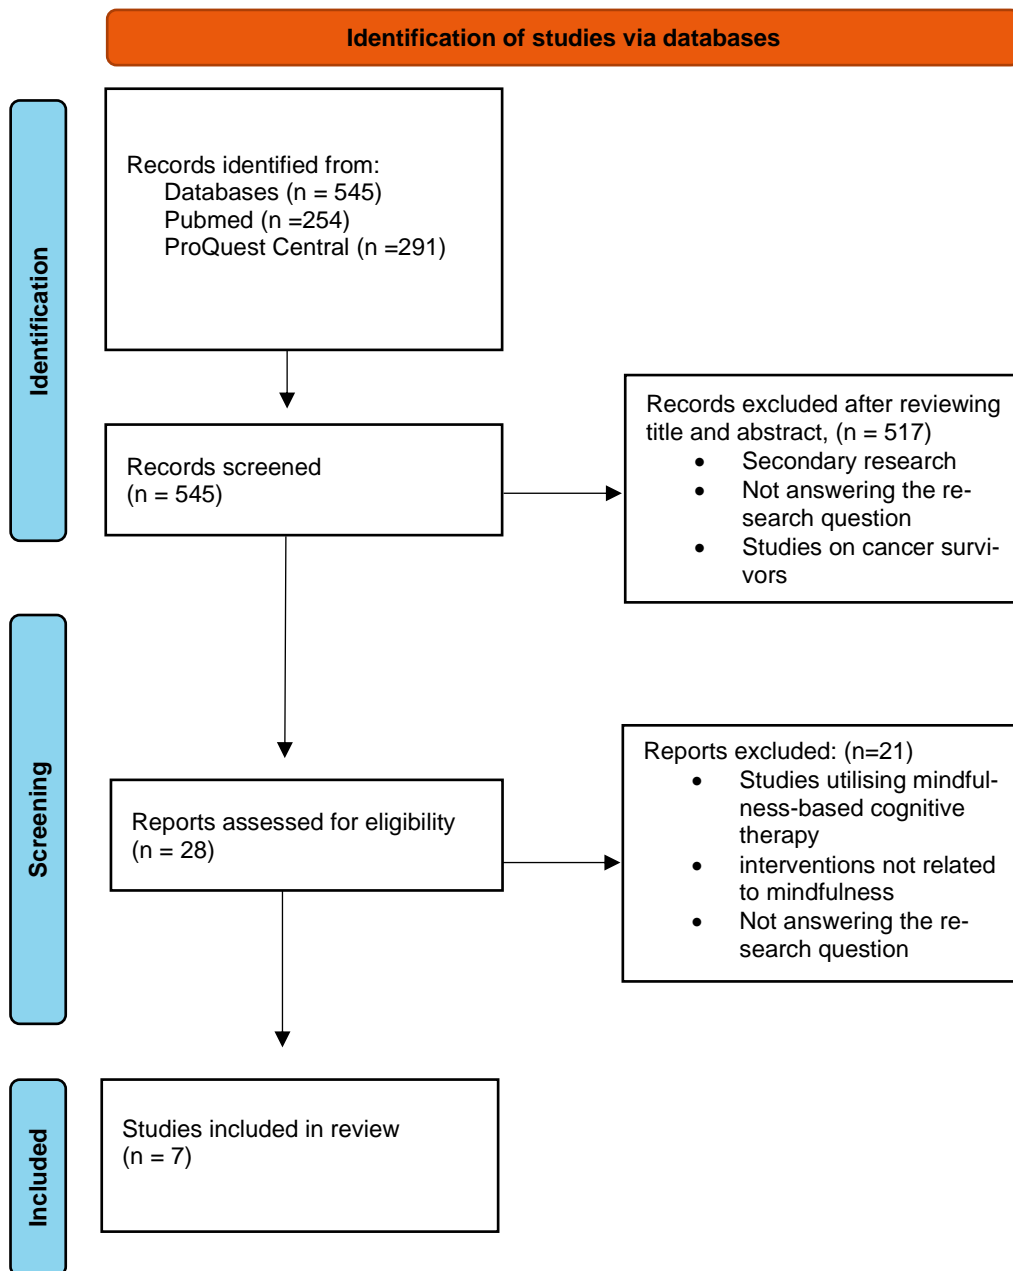 Identification of studies via databases
Identification
Records identified from:
Databases (n = 545)
Pubmed (n =254)
ProQuest Central (n =291)
Records screened
(n = 545)
Records excluded after reviewing
title and abstract, (n = 517)
• Secondary research
• Not answering the re-
search question
• Studies on cancer survi-
vors
Screening
Reports assessed for eligibility
(n = 28)
Reports excluded: (n=21)
• Studies utilising mindful-
ness-based cognitive
therapy
• interventions not related
to mindfulness
• Not answering the re-
search question
Included
Studies included in review
(n = 7)